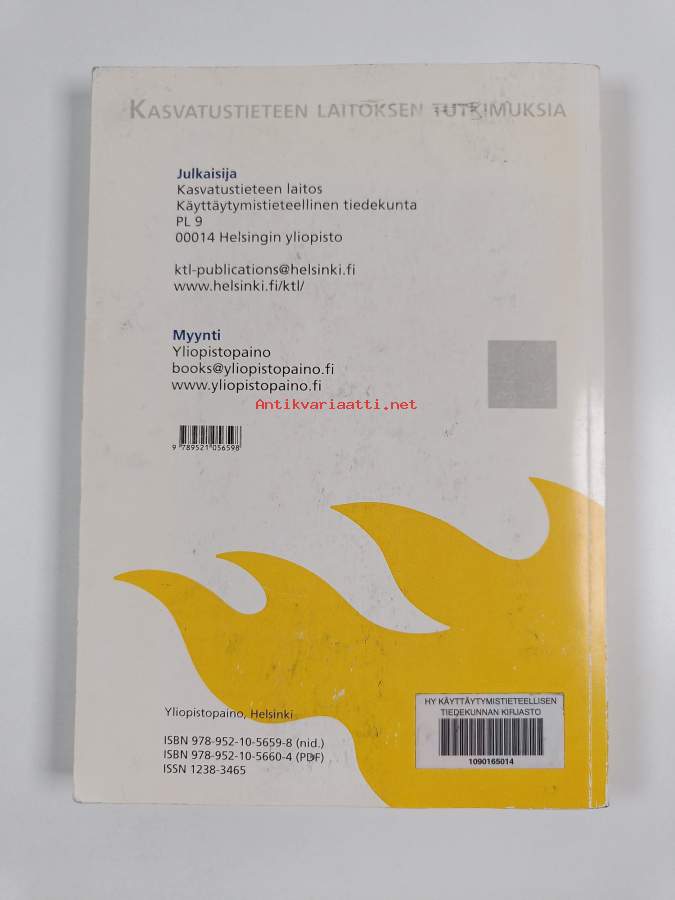 KASVATUSTIETEEN LAITOKSEN TUTKIMUKSIA
Julkaisija
Kasvatustieteen laitos
Käyttäytymistieteellinen tiedekunta
PL 9
00014 Helsingin yliopisto
ktl-publications@helsinki.fi
www.helsinki.fi/ktl/
Myynti
Yliopistopaino
books@yliopistopaino.fi
www.yliopistopaino.fi
Antikvariaatti.net
9 789521 056598
Yliopistopaino, Helsinki
ISBN 978-952-10-5659-8 (nid.)
ISBN 978-952-10-5660-4 (PDF)
ISSN 1238-3465
HY KÄYTTÄYTYMISTIETEELLISEN
TIEDEKUNNAN KIRJASTO
1090165014